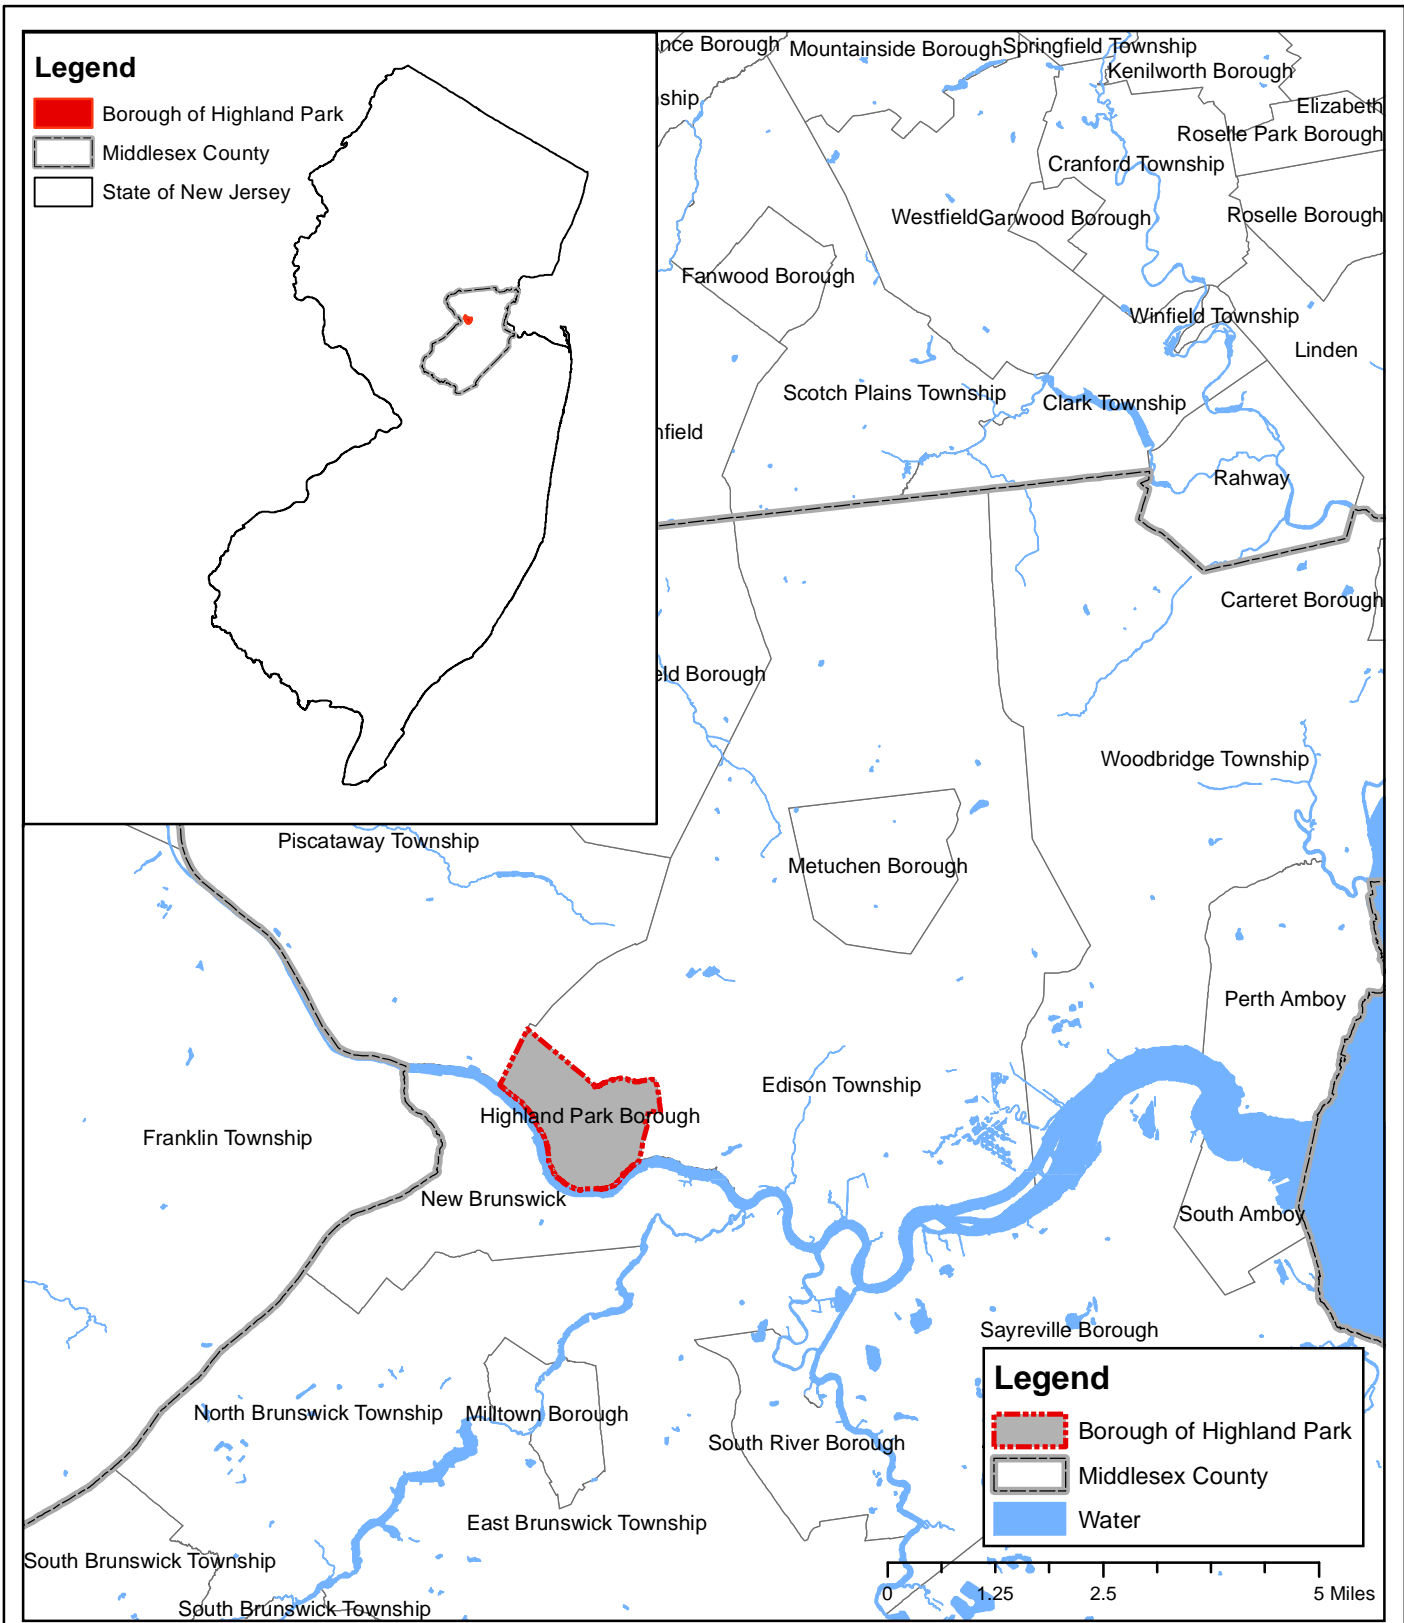 Legend
Borough of Highland Park
Middlesex County
State of New Jersey
nce Borough
Mountainside Borough
Springfield Township
Kenilworth Borough
ship
Elizabeth
Roselle Park Borough
Cranford Township
Westfield
Garwood Borough
Roselle Borough
Fanwood Borough
Winfield Township
Linden
Scotch Plains Township
Clark Township
nfield
Rahway
Carteret Borough
eld Borough
Woodbridge Township
Piscataway Township
Metuchen Borough
Perth Amboy
Edison Township
Highland Park Borough
Franklin Township
New Brunswick
South Amboy
Sayreville Borough
North Brunswick Township
Milltown Borough
South River Borough
East Brunswick Township
South Brunswick Township
South Brunswick Township
Legend
Borough of Highland Park
Middlesex County
Water
0 1.25 2.5 5 Miles